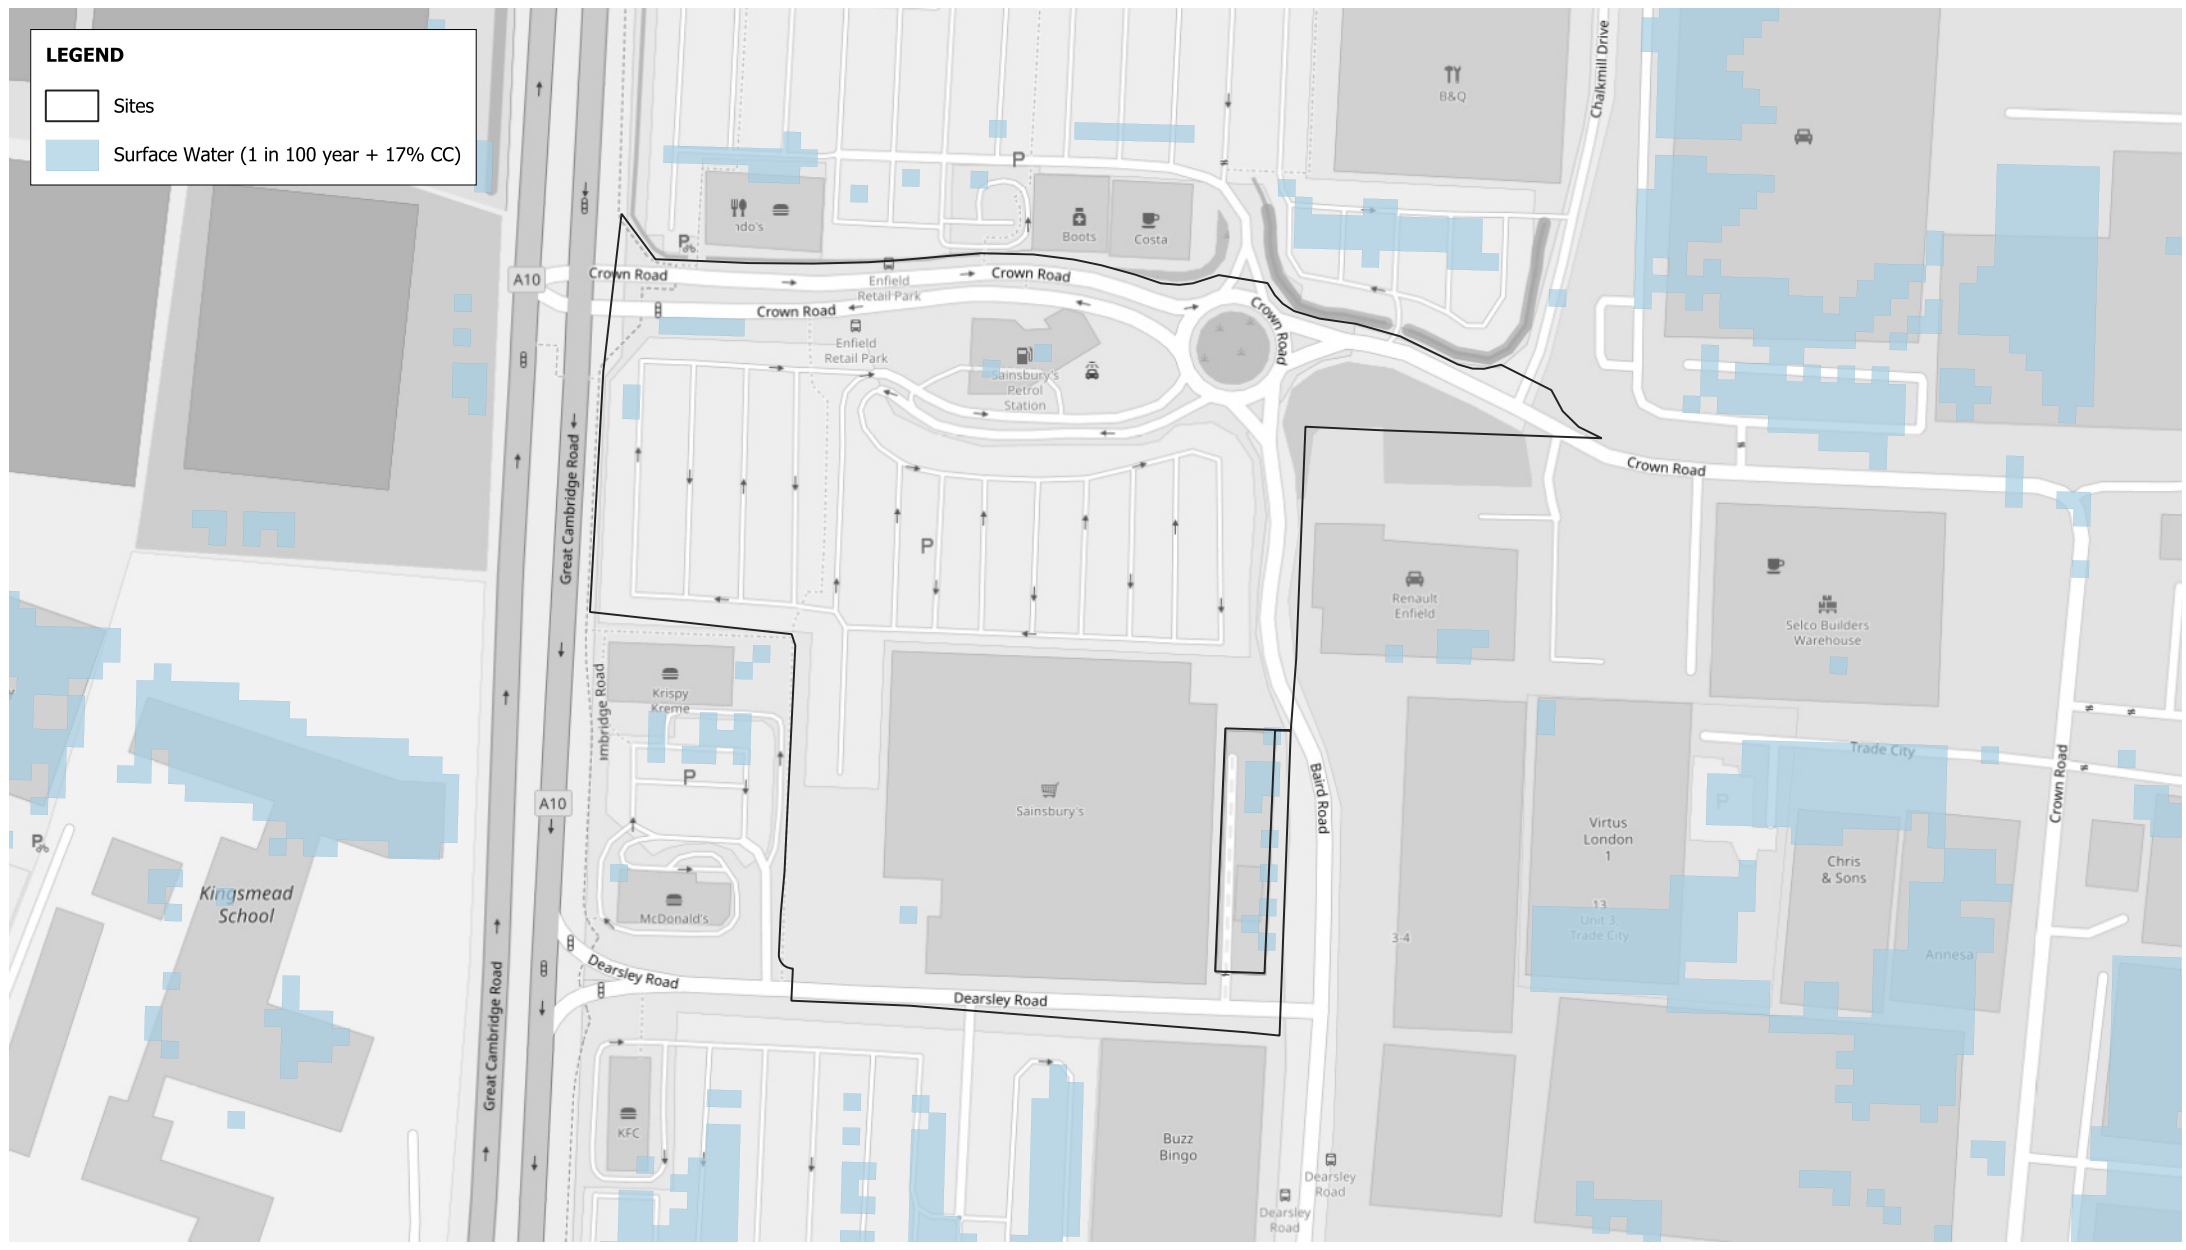 LEGEND
Sites
Surface Water (1 in 100 year + 17% CC)
Chalkmill Drive
B&Q
P
ndo's
P
Boots
Costa
A10
Crown Road
Enfield
Retail Park
Crown Road
Crown Road
Enfield
Retail Park
Crown Road
Sainsbury's
Petrol
Station
Great Cambridge Road
Crown Road
P
Renault
Enfield
Selco Builders
Warehouse
Krispy
Kreme
mbridge Road
P
A10
Sainsbury's
Baird Road
Trade City
P
Virtus
London
1
Crown Road
P
Kingsmead
School
McDonald's
Chris
& Sons
13
Unit 3,
Trade City
3-4
Annesa
Dearsley Road
Dearsley Road
Great Cambridge Road
KFC
Buzz
Bingo
Dearsley
Road
Dearsley
Road